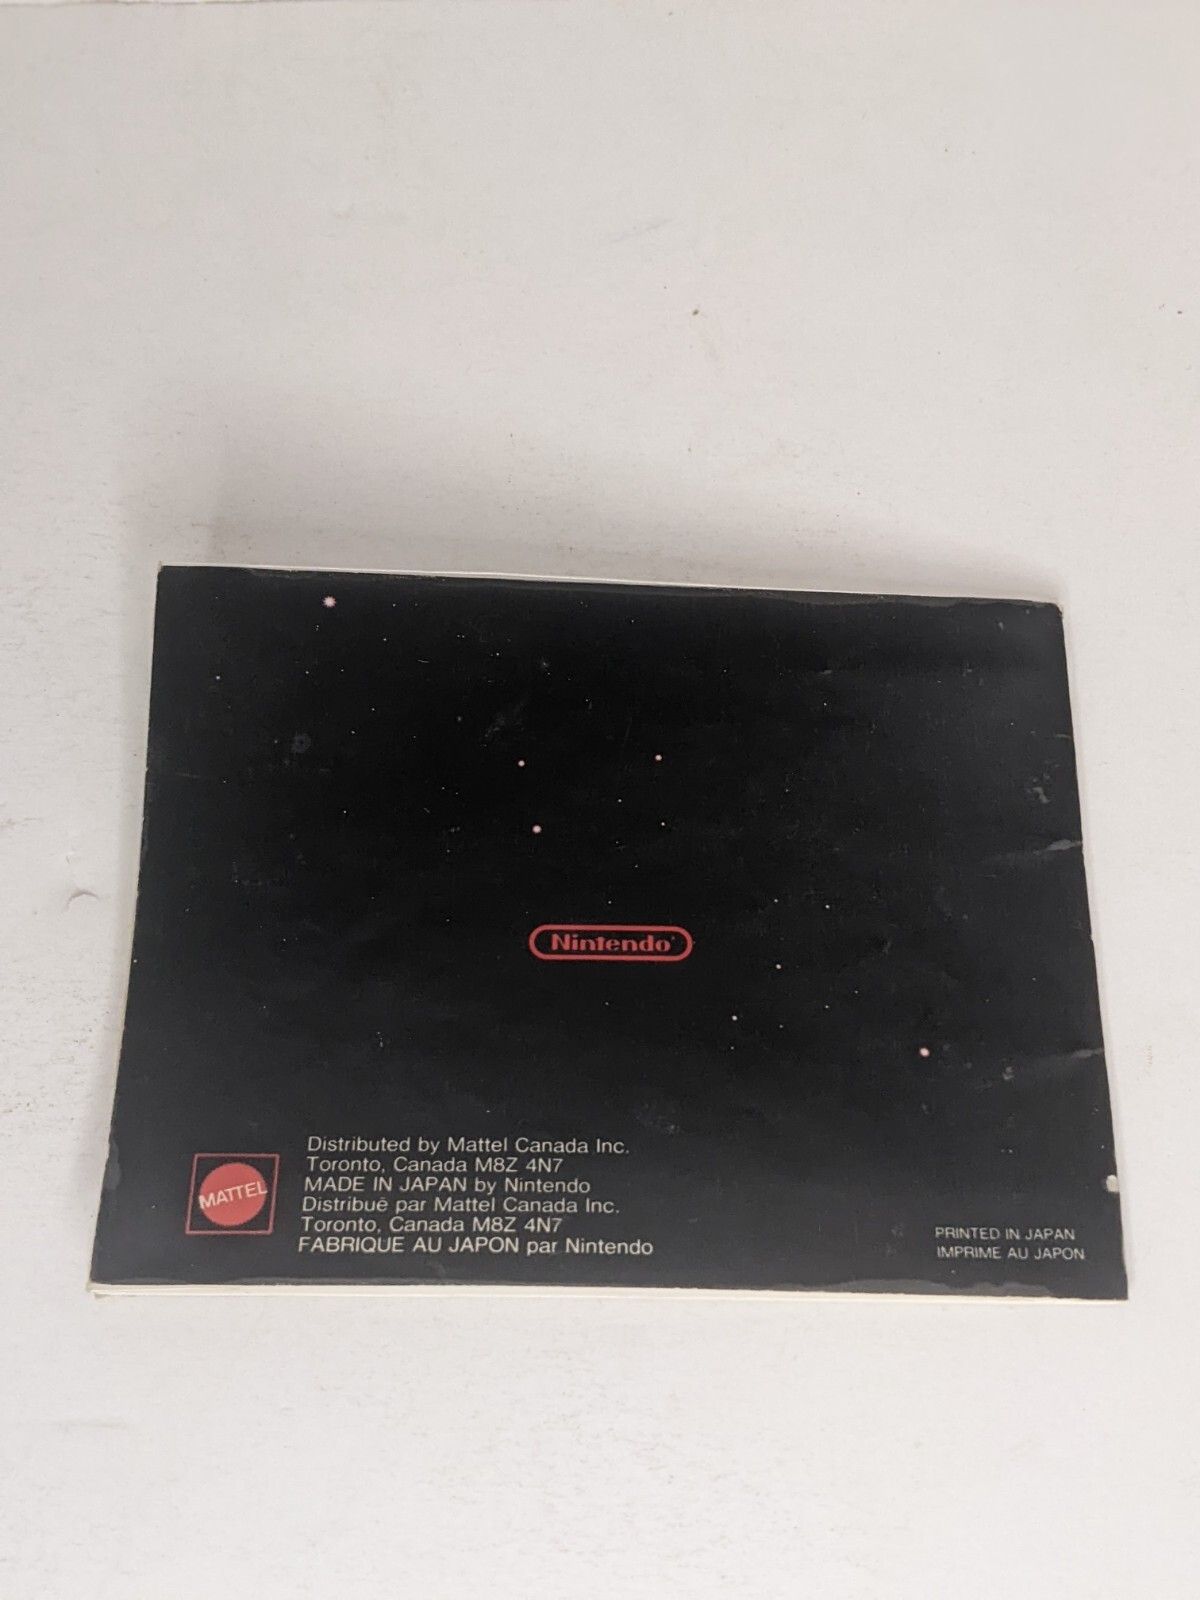 Nintendo®
MATTEL
Distributed by Mattel Canada Inc.
Toronto, Canada M8Z 4N7
MADE IN JAPAN by Nintendo
Distribuē par Mattel Canada Inc.
Toronto, Canada M8Z 4N7
FABRIQUE AU JAPON par Nintendo
PRINTED IN JAPAN
IMPRIME AU JAPON